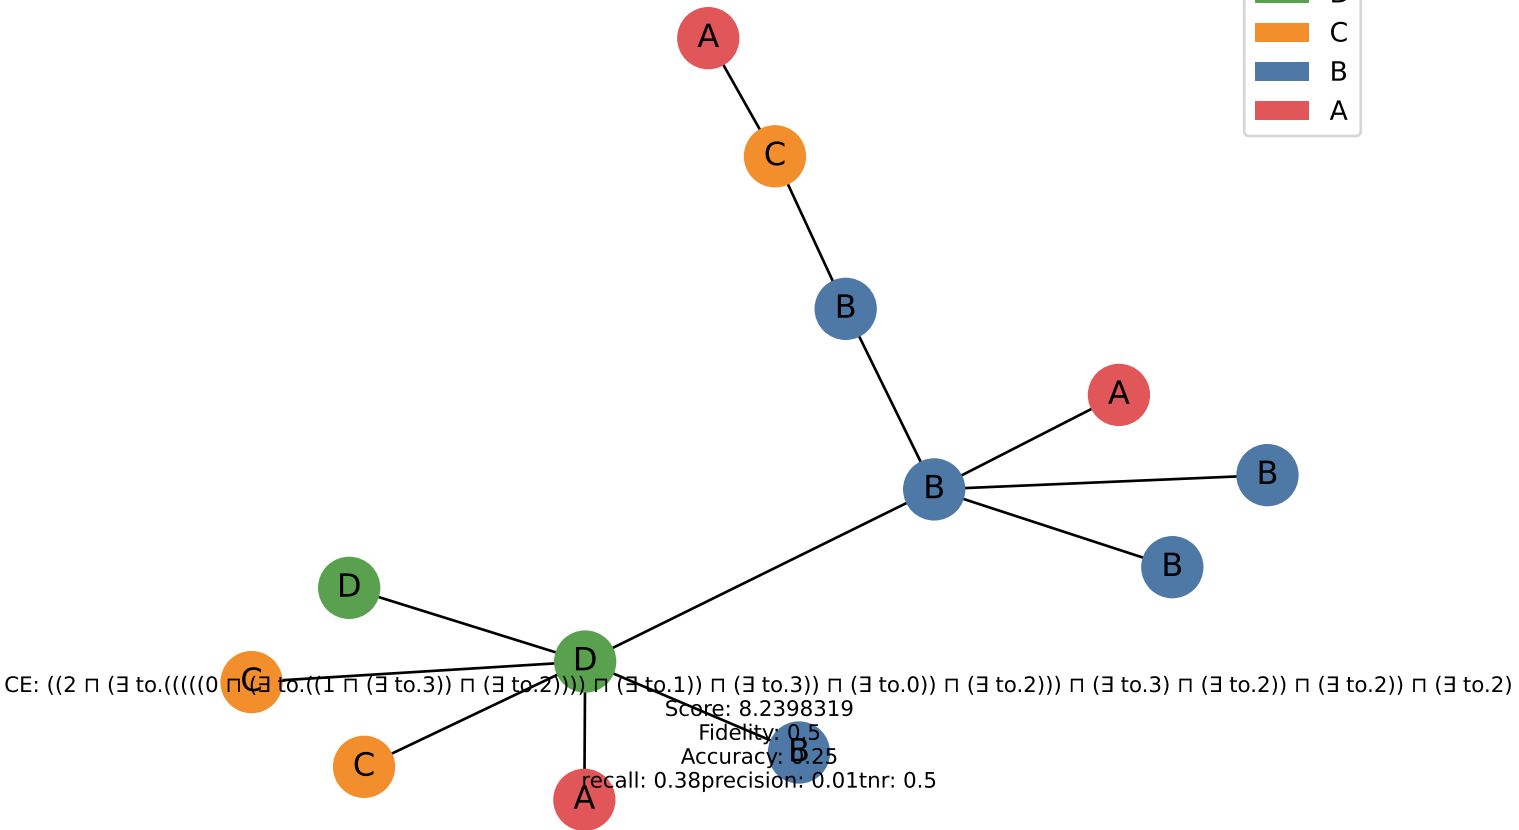 A
D
C
C
B
A
B
A
B
B
B
D
D
C
CE: ((2 ⊓ (∃ to.(((((0 ⊓ (∃ to.((1 ⊓ (∃ to.3)) ⊓ (∃ to.2)))) ⊓ (∃ to.1)) ⊓ (∃ to.3)) ⊓ (∃ to.0)) ⊓ (∃ to.2))) ⊓ (∃ to.3) ⊓ (∃ to.2)) ⊓ (∃ to.2)) ⊓ (∃ to.2)
Score: 8.2398319
Fidelity: 0.5
B
Accuracy: 0.25
C
recall: 0.38precision: 0.01tnr: 0.5
A